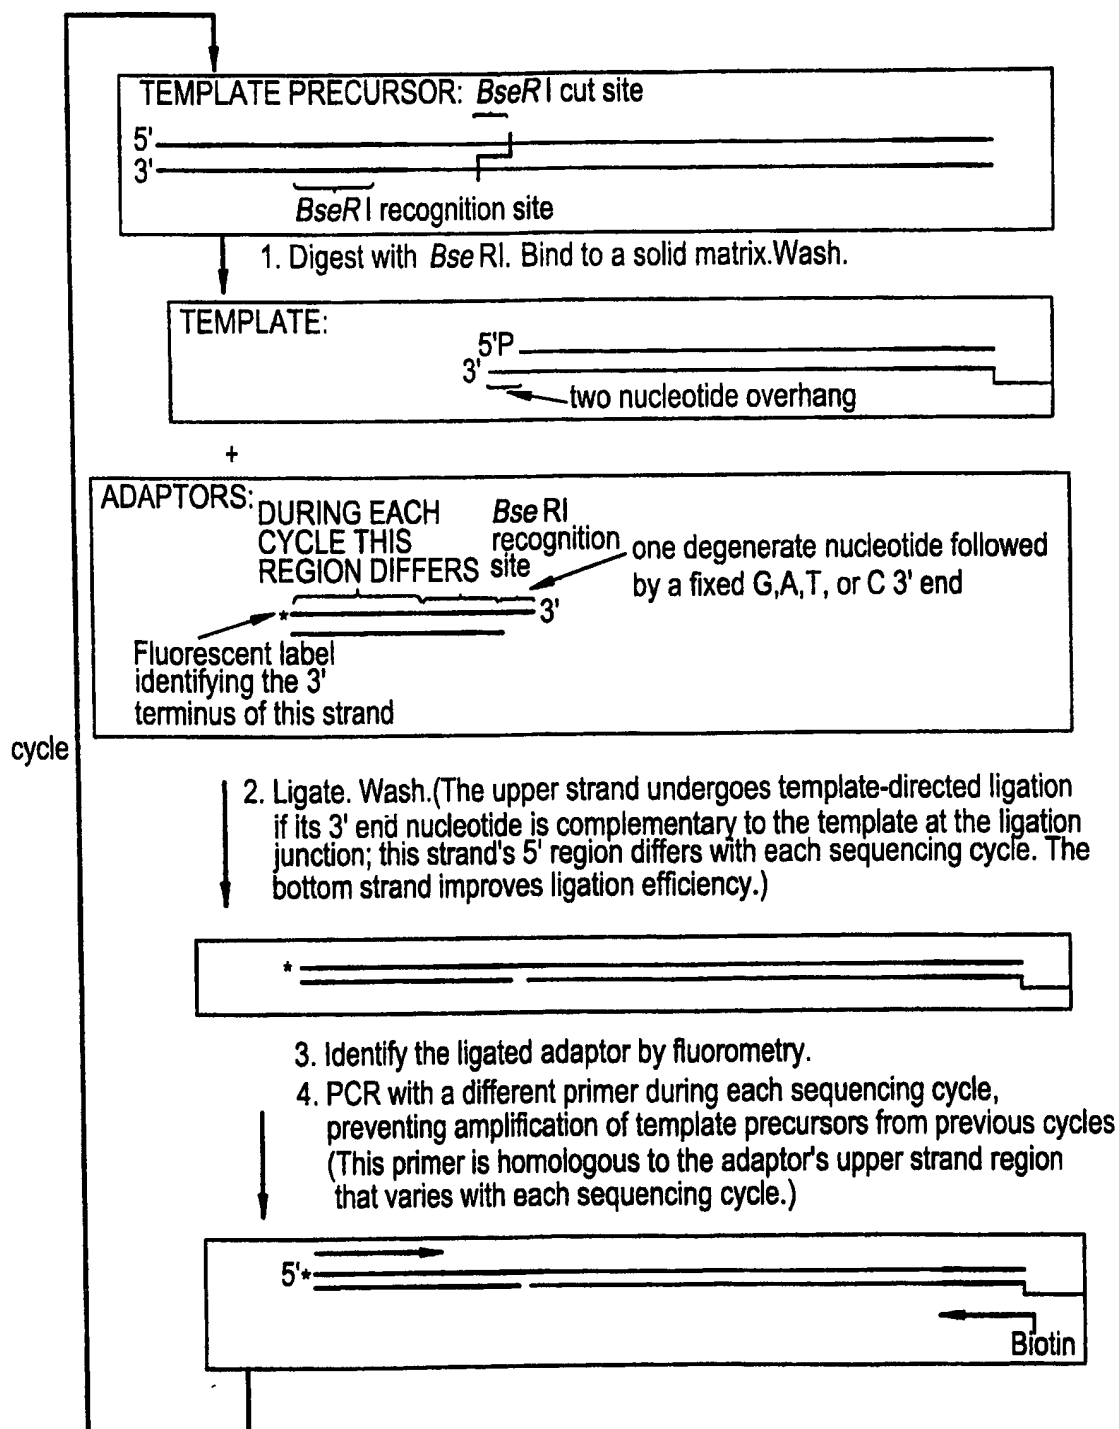 TEMPLATE PRECURSOR: BseR I cut site
5'
3'
BseR I recognition site
1. Digest with Bse RI. Bind to a solid matrix.Wash.
TEMPLATE:
5'P
3'
two nucleotide overhang
+
ADAPTORS:
DURING EACH
CYCLE THIS
REGION DIFFERS
Bse RI
recognition
site
one degenerate nucleotide followed
by a fixed G,A,T, or C 3' end
* 3'
Fluorescent label
identifying the 3'
terminus of this strand
cycle
2. Ligate. Wash.(The upper strand undergoes template-directed ligation
if its 3' end nucleotide is complementary to the template at the ligation
junction; this strand's 5' region differs with each sequencing cycle. The
bottom strand improves ligation efficiency.)
*
3. Identify the ligated adaptor by fluorometry.
4. PCR with a different primer during each sequencing cycle,
preventing amplification of template precursors from previous cycles
(This primer is homologous to the adaptor's upper strand region
that varies with each sequencing cycle.)
5'*
Biotin